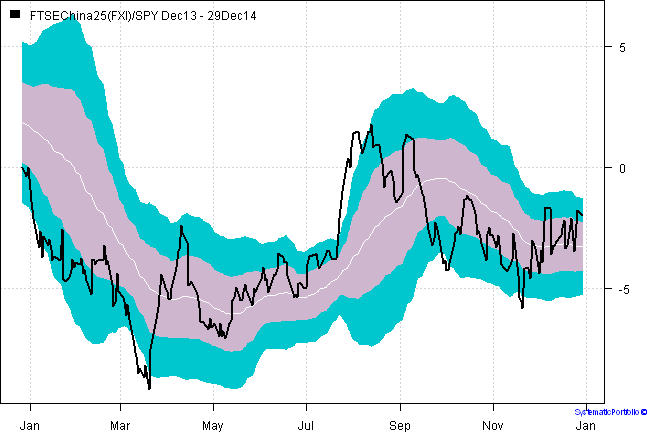 FTSEChina25(FXI)/SPY Dec13 - 29Dec14
5
0
-5
SystematicPortfolio ©
Jan Mar May Jul Sep Nov Jan